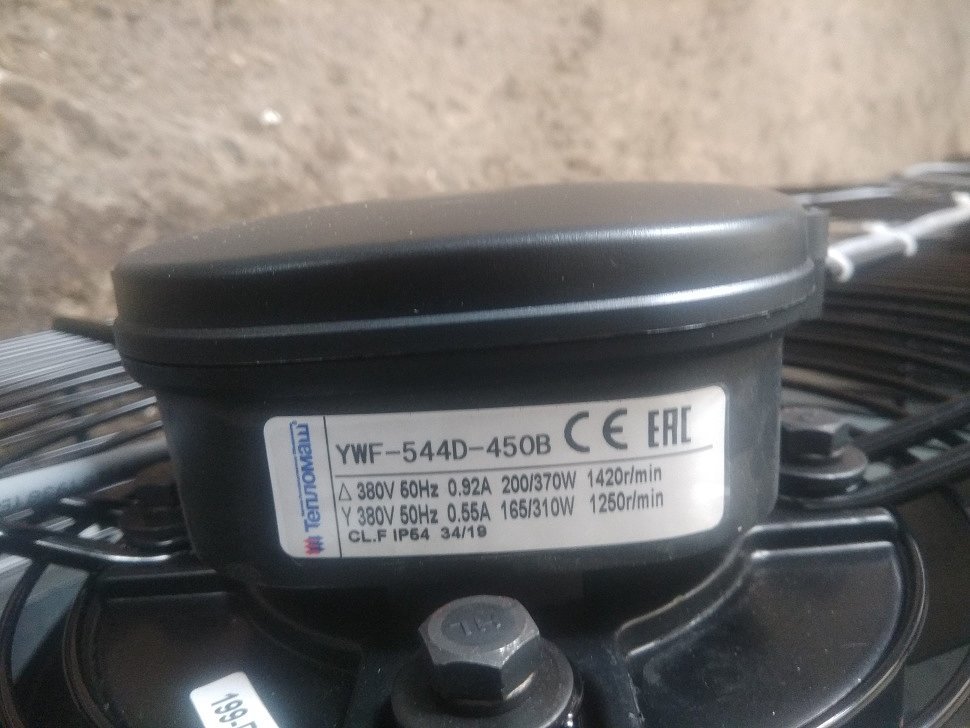 Тепломаш
YWF-544D-450B CE EAC
Δ 380V 50Hz 0.92A 200/370W 1420r/min
Y 380V 50Hz 0.55A 165/310W 1250r/min
CL.F IP54 34/19
199-